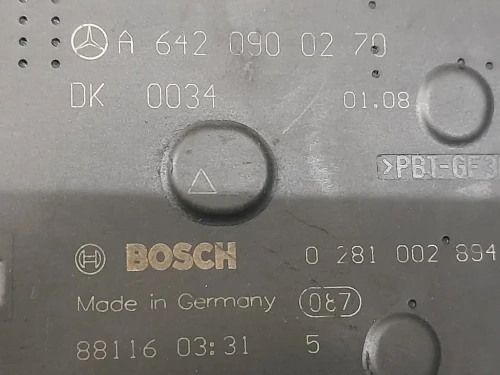 A 642 090 02 70
DK 0034
01.08
>PBT-GF3
BOSCH 0 281 002 894
Made in Germany 087
88116 03:31 5